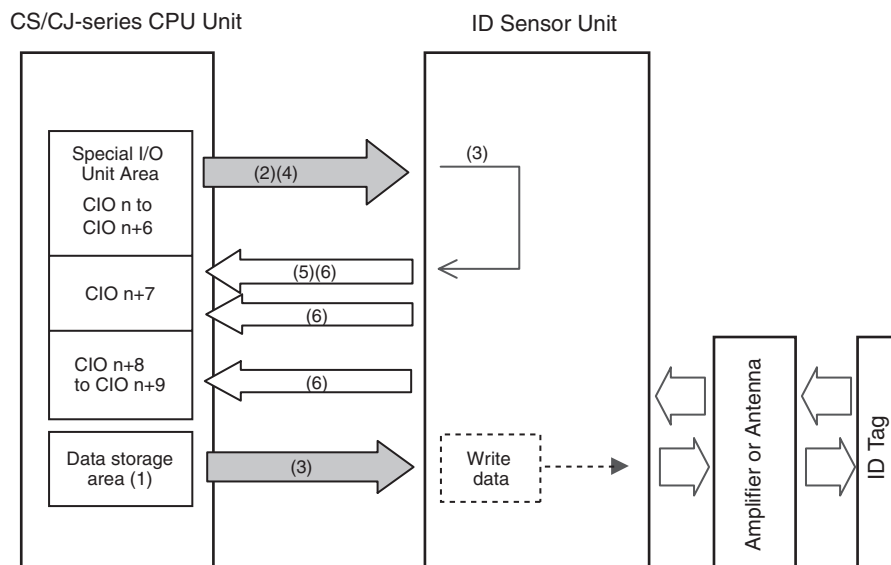 CS/CJ-series CPU Unit
ID Sensor Unit
Special I/O
Unit Area
CIO n to
CIO n+6
(2)(4)
(3)
CIO n+7
(5)(6)
(6)
CIO n+8
to CIO n+9
(6)
Data storage
area (1)
(3)
Write
data
Amplifier or Antenna
ID Tag